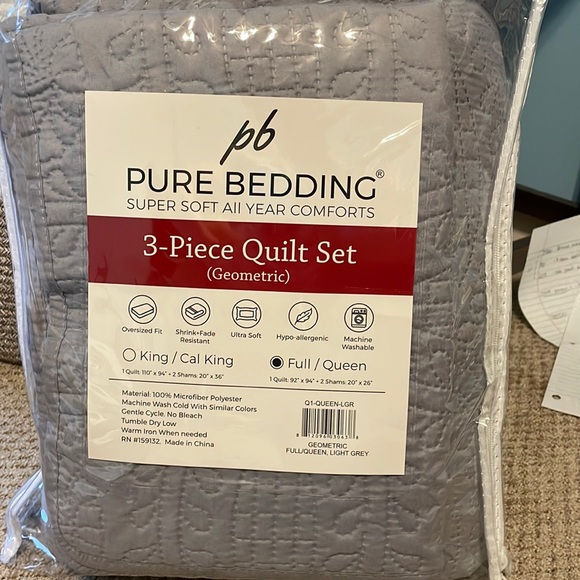 pb
PURE BEDDING®
SUPER SOFT All YEAR COMFORTS
3-Piece Quilt Set
(Geometric)
Oversized Fit
Shrink+Fade Resistant
Ultra Soft
Hypo-allergenic
Machine Washable
King / Cal King
1 Quilt: 110" x 94" + 2 Shams: 20" x 36"
Full / Queen
1 Quilt: 92" x 94" + 2 Shams: 20" x 26"
Material: 100% Microfiber Polyester
Machine Wash Cold With Similar Colors
Gentle Cycle. No Bleach
Tumble Dry Low
Warm Iron When needed
RN #159132. Made in China
Q1-QUEEN-LGR
GEOMETRIC
FULL/QUEEN, LIGHT GREY